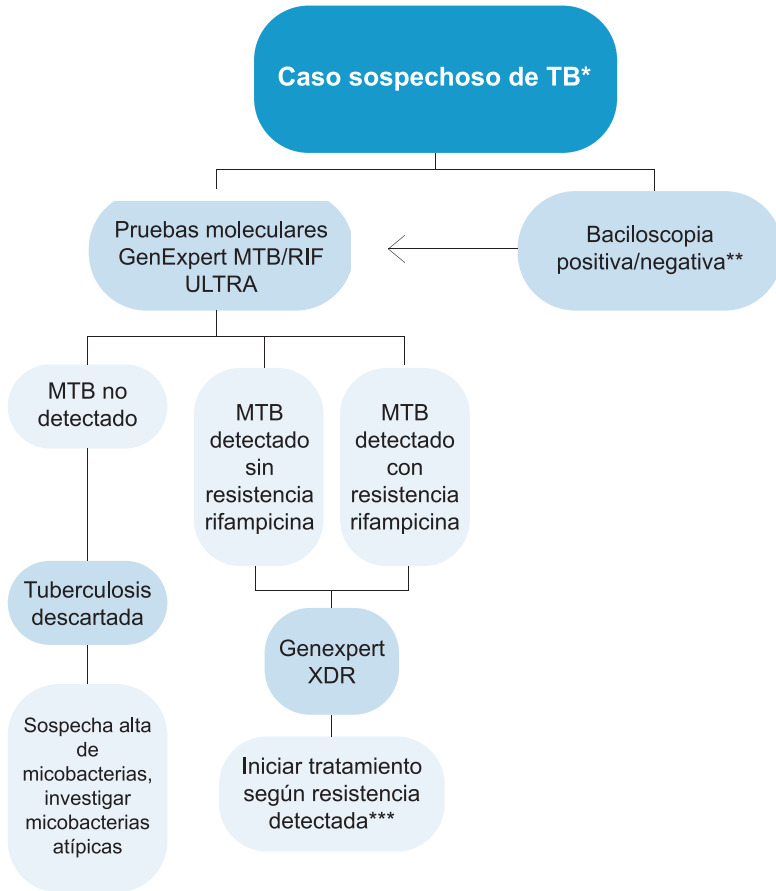 Caso sospechoso de TB*
Pruebas moleculares
GenExpert MTB/RIF
ULTRA
Baciloscopia
positiva/negativa**
MTB no
detectado
MTB
detectado
sin
resistencia
rifampicina
MTB
detectado
con
resistencia
rifampicina
Tuberculosis
descartada
Genexpert
XDR
Sospecha alta
de
micobacterias,
investigar
micobacterias
atípicas
Iniciar tratamiento
según resistencia
detectada***